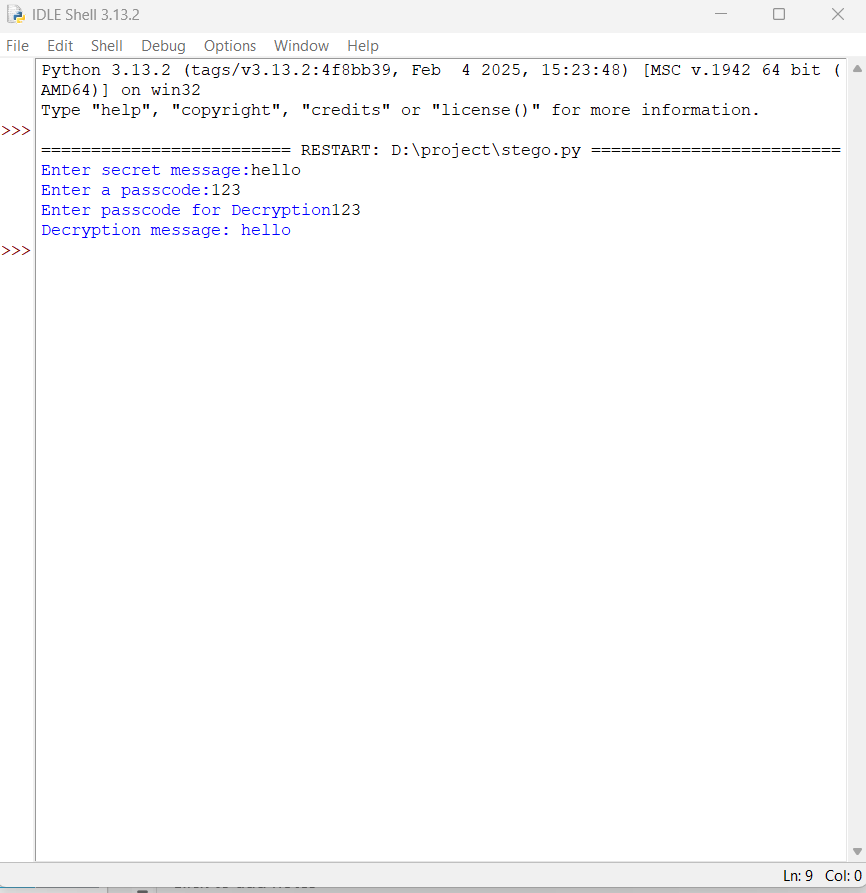 IDLE Shell 3.13.2
File Edit Shell Debug Options Window Help
Python 3.13.2 (tags/v3.13.2:4f8bb39, Feb  4 2025, 15:23:48) [MSC v.1942 64 bit (
AMD64)] on win32
Type "help", "copyright", "credits" or "license()" for more information.
>>>
========================= RESTART: D:\project\stego.py =========================
Enter secret message:hello
Enter a passcode:123
Enter passcode for Decryption123
Decryption message: hello
>>>
Ln: 9 Col: 0